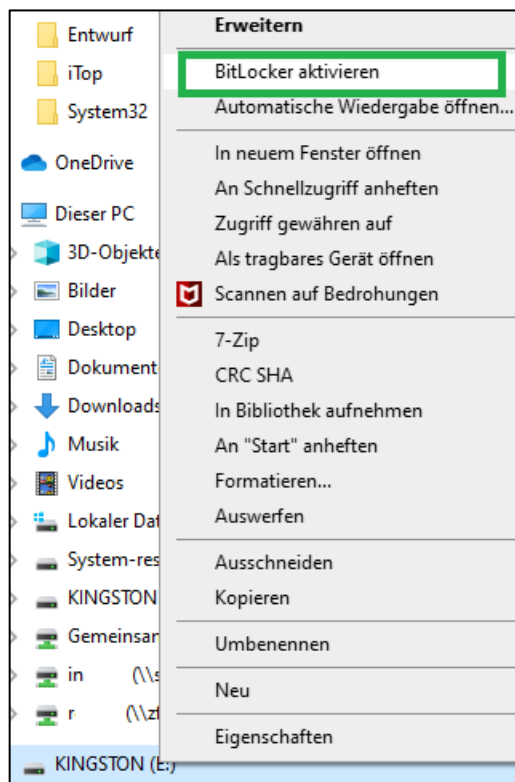 Entwurf
iTop
System32
OneDrive
Dieser PC
3D-Objekte
Bilder
Desktop
Dokument
Downloads
Musik
Videos
Lokaler Dat
System-res
KINGSTON
Gemeinsar
in (\\s
r (\\zf
KINGSTON (E:)
Erweitern
BitLocker aktivieren
Automatische Wiedergabe öffnen...
In neuem Fenster öffnen
An Schnellzugriff anheften
Zugriff gewähren auf
Als tragbares Gerät öffnen
Scannen auf Bedrohungen
7-Zip
CRC SHA
In Bibliothek aufnehmen
An "Start" anheften
Formatieren...
Auswerfen
Ausschneiden
Kopieren
Umbenennen
Neu
Eigenschaften